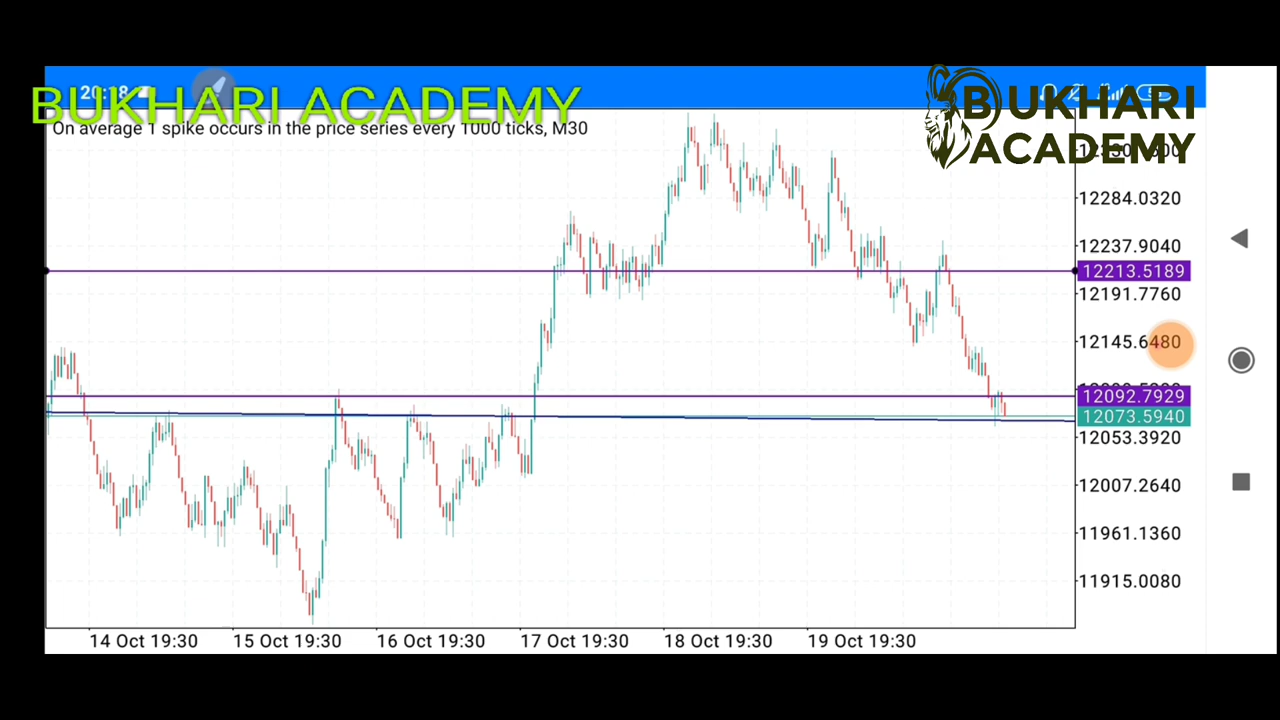 BUKHARI ACADEMY
BUKHARI
ACADEMY
On average 1 spike occurs in the price series every 1000 ticks, M30
12284.0320
12237.9040
12213.5189
12191.7760
12145.6480
12092.7929
12073.5940
12053.3920
12007.2640
11961.1360
11915.0080
14 Oct 19:30 15 Oct 19:30 16 Oct 19:30 17 Oct 19:30 18 Oct 19:30 19 Oct 19:30